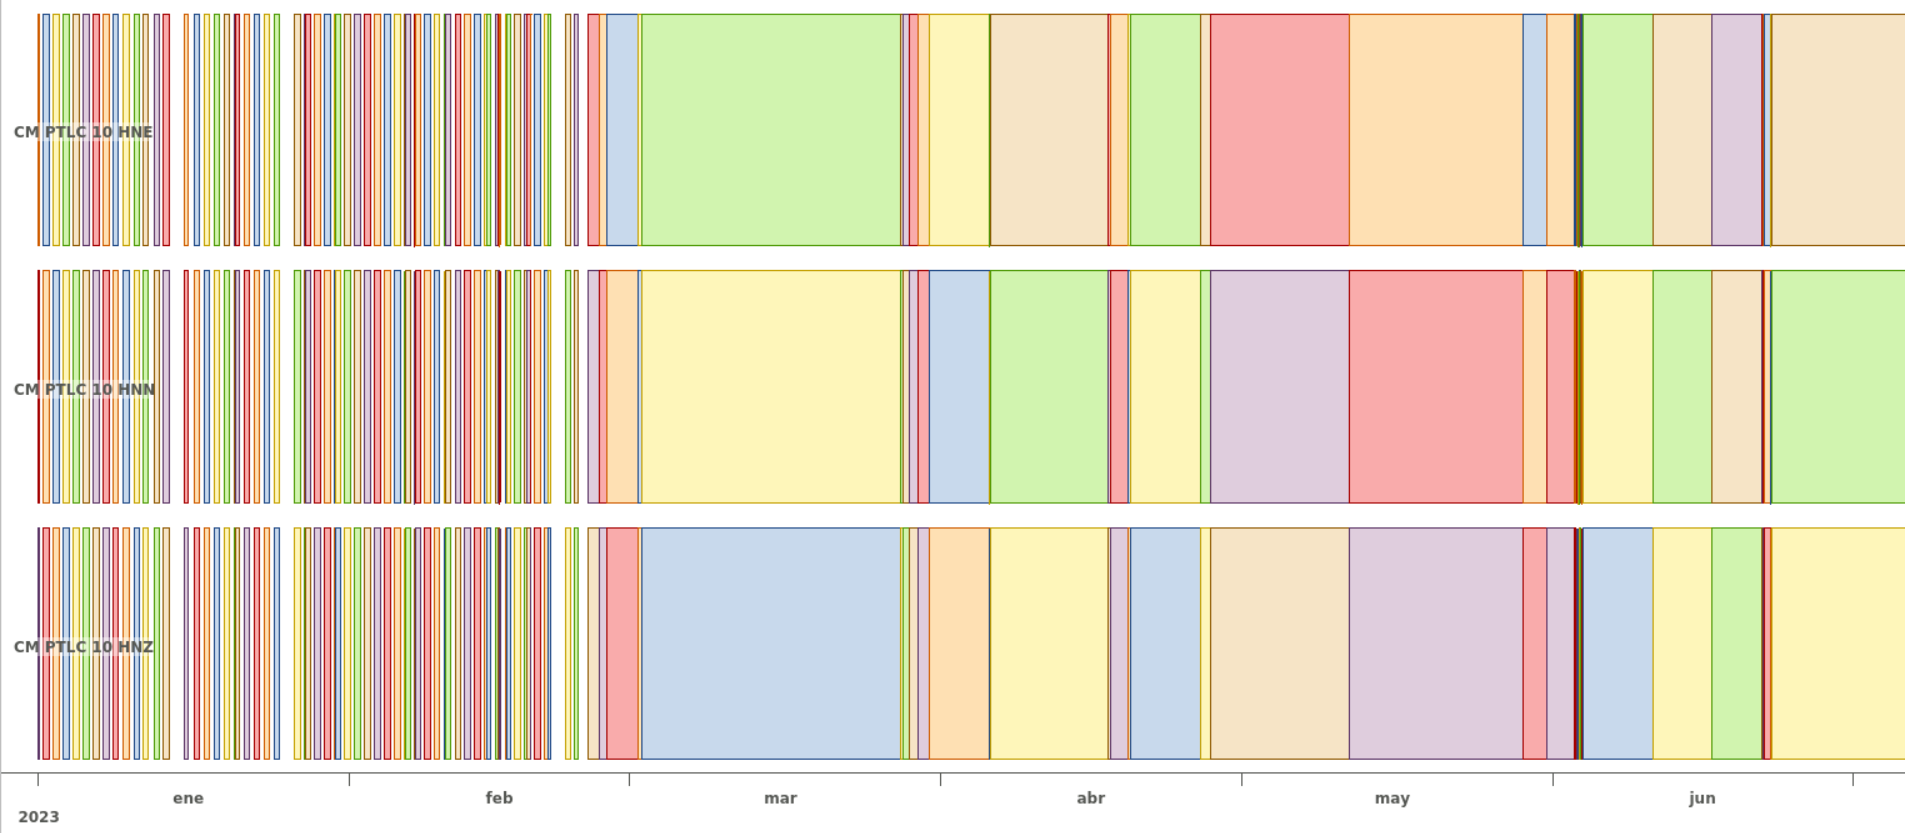 CM PTLC 10 HNE
CM PTLC 10 HNN
CM PTLC 10 HNZ
ene feb mar abr may jun
2023